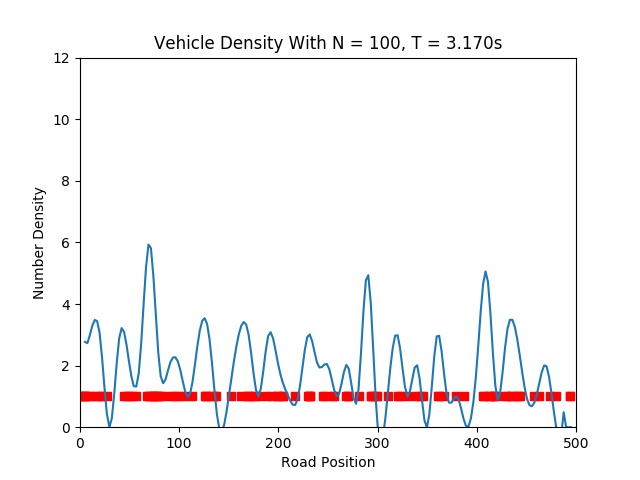 Vehicle Density With N = 100, T = 3.170s
12
10
8
6
4
2
0
Number Density
0 100 200 300 400 500
Road Position